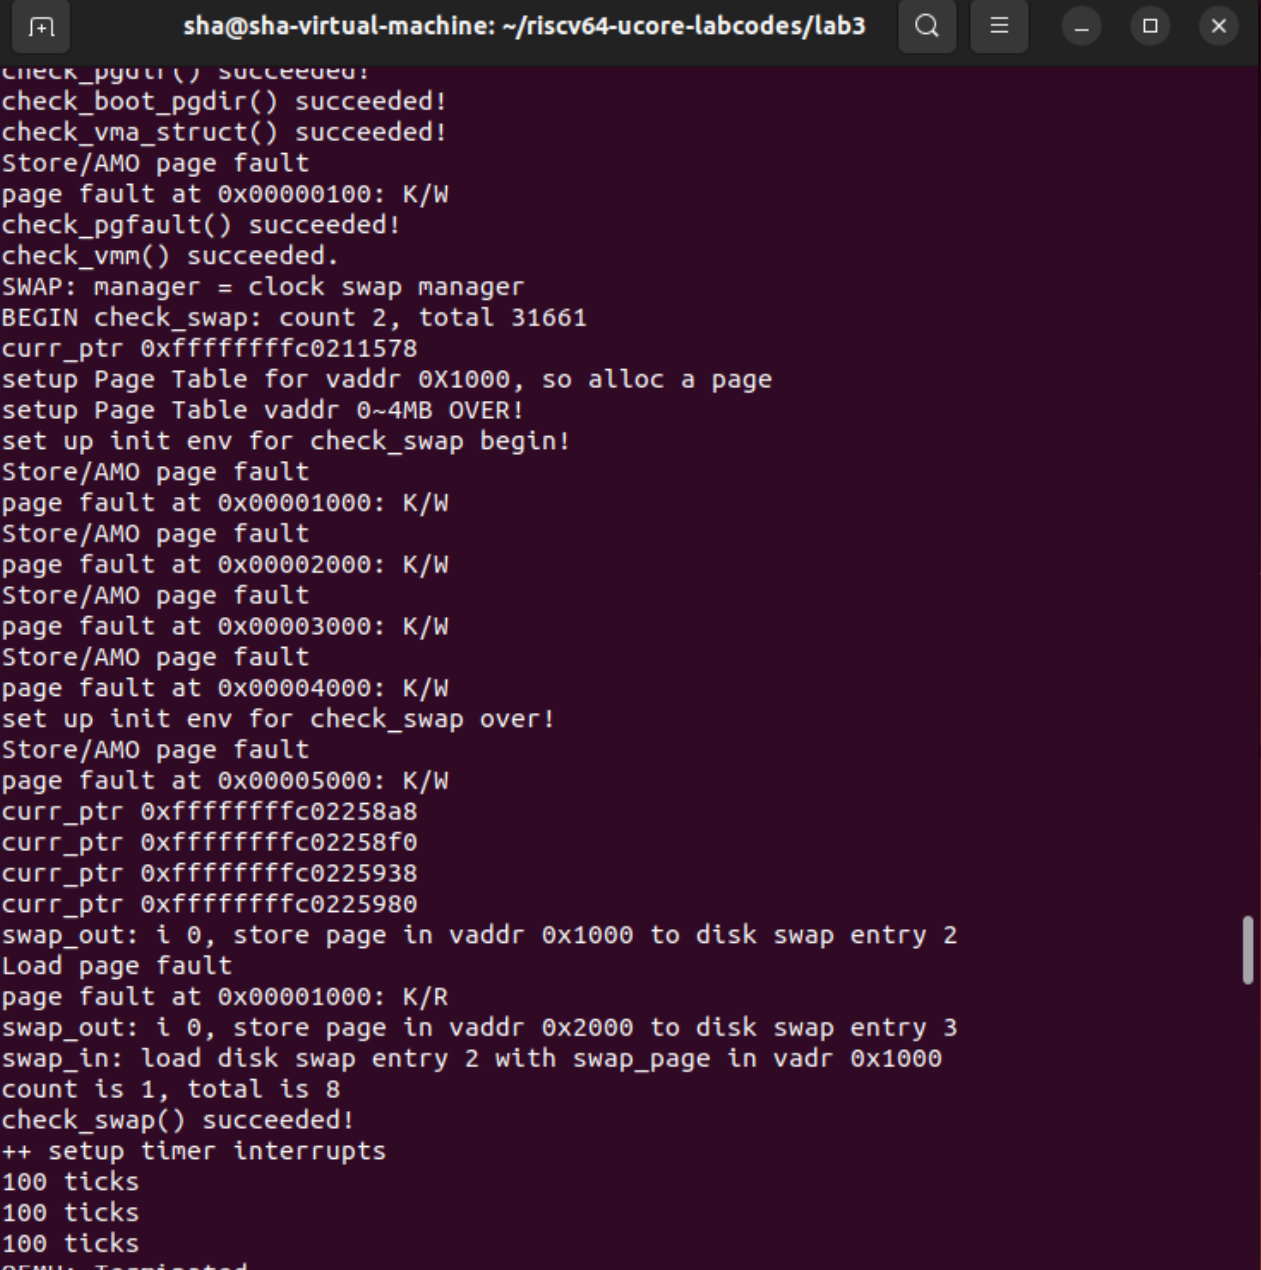 sha@sha-virtual-machine: ~/riscv64-ucore-labcodes/lab3
check_pgdir() succeeded!
check_boot_pgdir() succeeded!
check_vma_struct() succeeded!
Store/AMO page fault
page fault at 0x00000100: K/W
check_pgfault() succeeded!
check_vmm() succeeded.
SWAP: manager = clock swap manager
BEGIN check_swap: count 2, total 31661
curr_ptr 0xffffffffc0211578
setup Page Table for vaddr 0X1000, so alloc a page
setup Page Table vaddr 0~4MB OVER!
set up init env for check_swap begin!
Store/AMO page fault
page fault at 0x00001000: K/W
Store/AMO page fault
page fault at 0x00002000: K/W
Store/AMO page fault
page fault at 0x00003000: K/W
Store/AMO page fault
page fault at 0x00004000: K/W
set up init env for check_swap over!
Store/AMO page fault
page fault at 0x00005000: K/W
curr_ptr 0xffffffffc02258a8
curr_ptr 0xffffffffc02258f0
curr_ptr 0xffffffffc0225938
curr_ptr 0xffffffffc0225980
swap_out: i 0, store page in vaddr 0x1000 to disk swap entry 2
Load page fault
page fault at 0x00001000: K/R
swap_out: i 0, store page in vaddr 0x2000 to disk swap entry 3
swap_in: load disk swap entry 2 with swap_page in vadr 0x1000
count is 1, total is 8
check_swap() succeeded!
++ setup timer interrupts
100 ticks
100 ticks
100 ticks
QEMU: Terminated